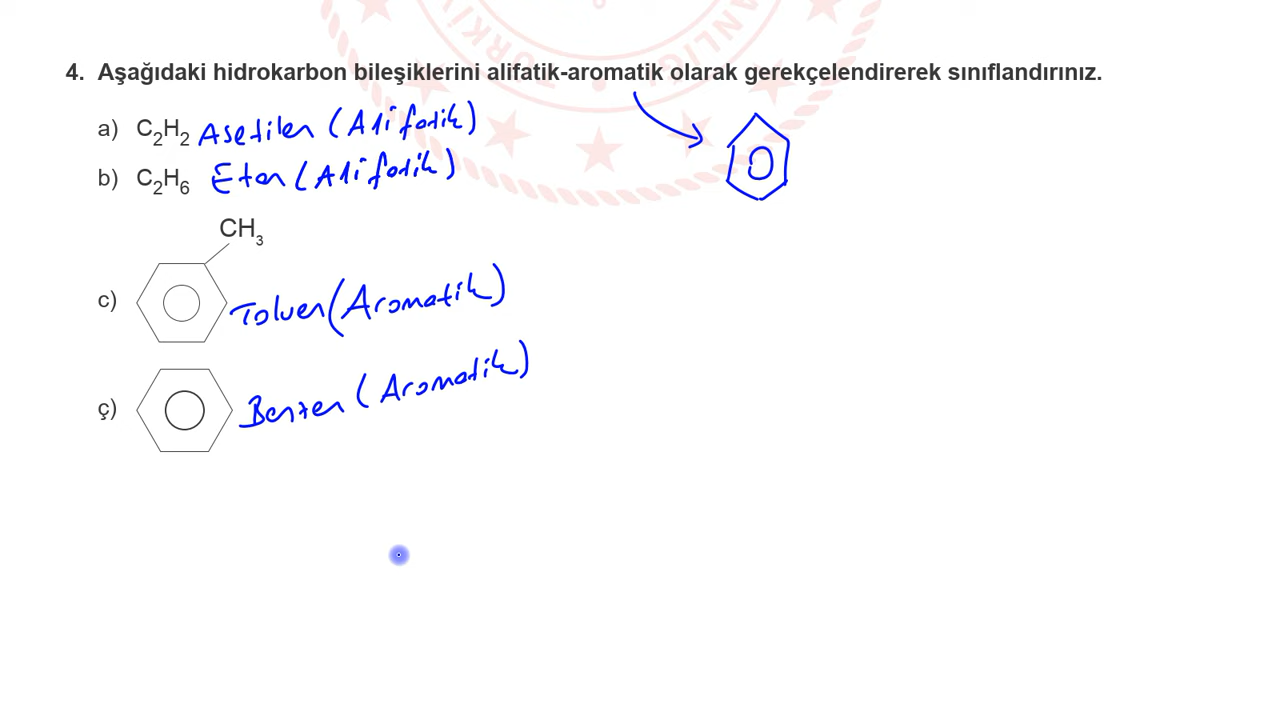 4. Aşağıdaki hidrokarbon bileşiklerini alifatik-aromatik olarak gerekçelendirerek sınıflandırınız.
a) C₂H₂ Asetilen (Alifatik)
b) C₂H₆ Etan (Alifatik)
CH₃
c) Toluen (Aromatik)
ç) Benzen (Aromatik)